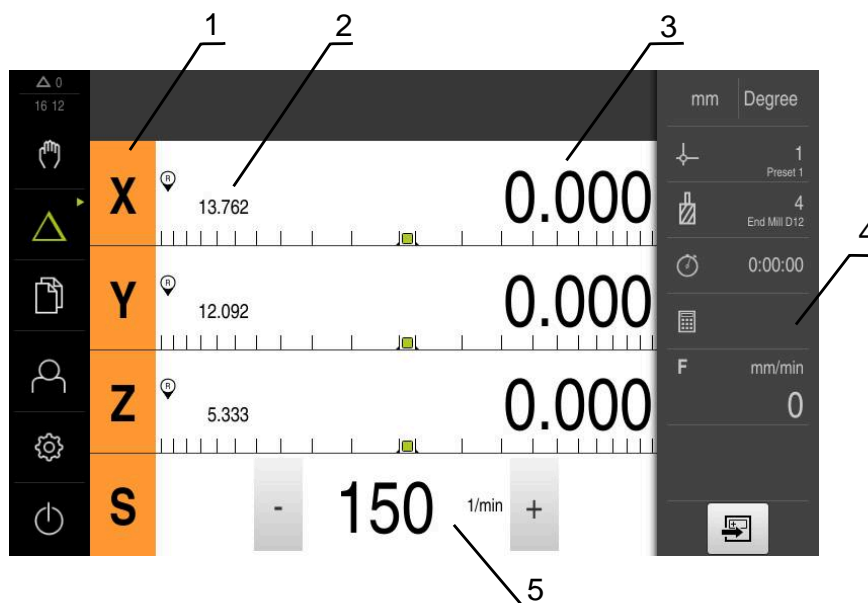 1 2 3
0
16 12
mm Degree
X R 13.762 0.000
1
Preset 1
4
End Mill D12
4
Y R 12.092 0.000
0:00:00
Z R 5.333 0.000
F mm/min
0
S - 150 1/min +
5